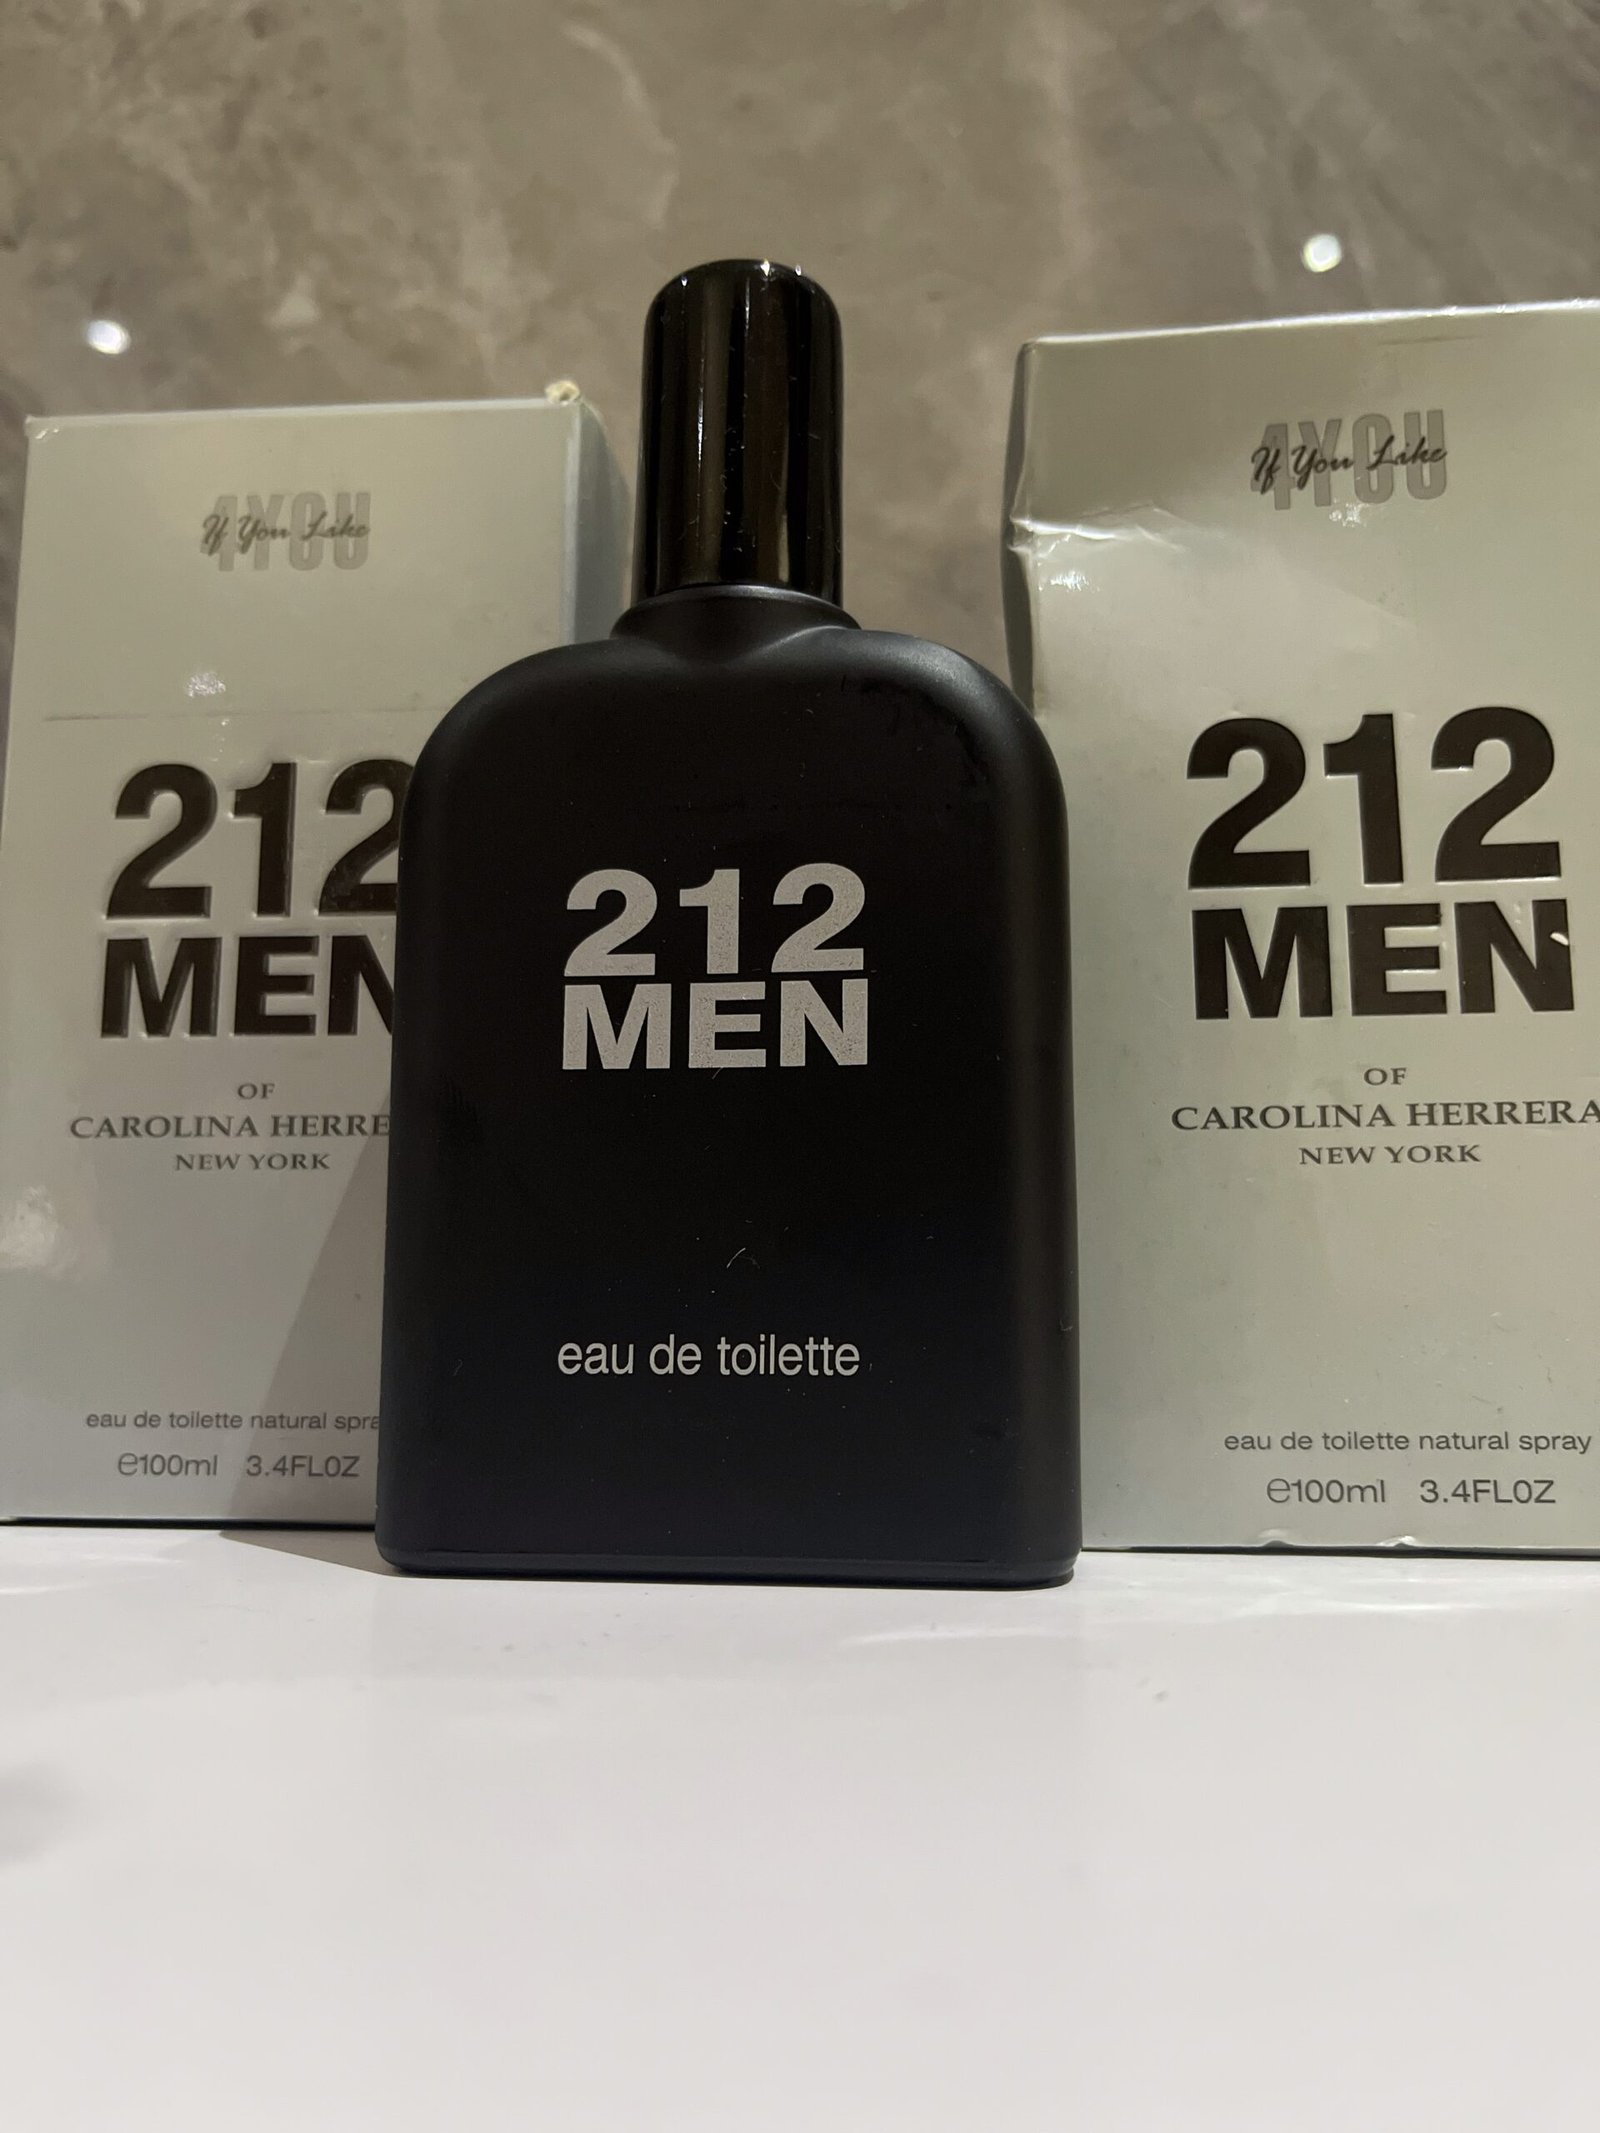 4YOU
If You Like
212
MEN
OF
CAROLINA HERRE
NEW YORK
eau de toilette natural spra
℮100ml 3.4FL0Z
212
MEN
eau de toilette
4YOU
If You Like
212
MEN
OF
CAROLINA HERRERA
NEW YORK
eau de toilette natural spray
℮100ml 3.4FL0Z